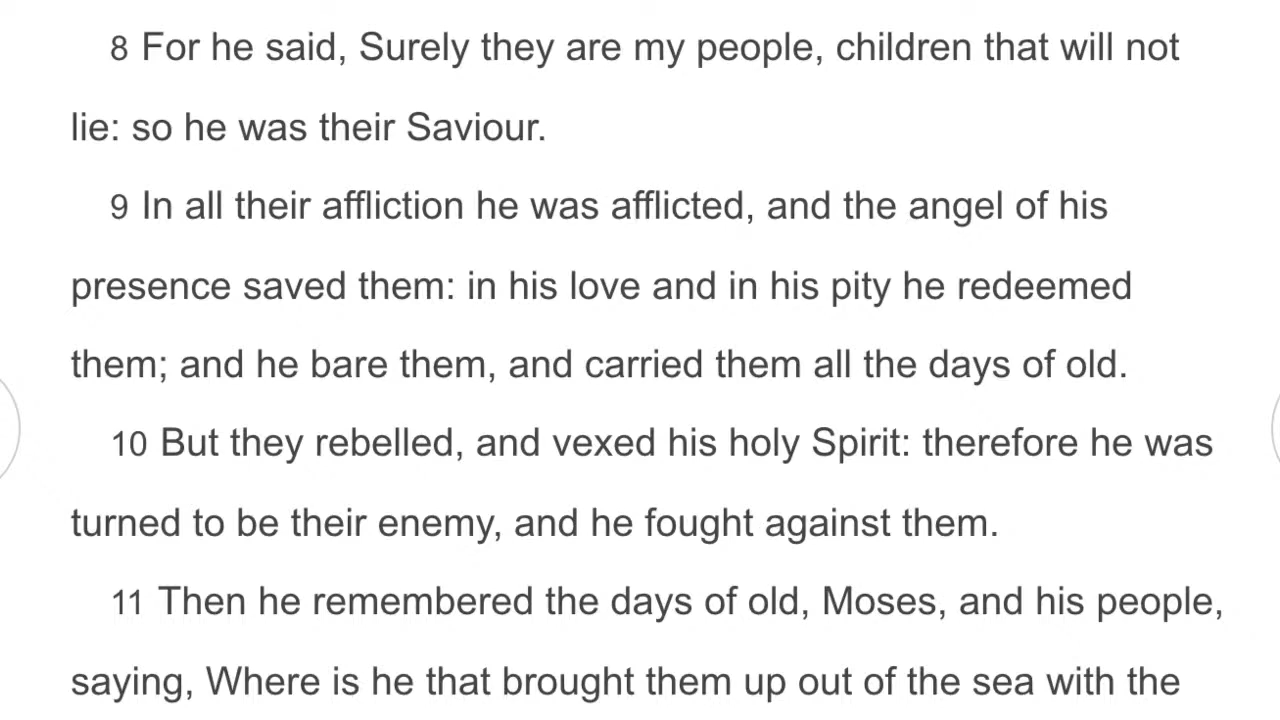 8 For he said, Surely they are my people, children that will not
lie: so he was their Saviour.
9 In all their affliction he was afflicted, and the angel of his
presence saved them: in his love and in his pity he redeemed
them; and he bare them, and carried them all the days of old.
10 But they rebelled, and vexed his holy Spirit: therefore he was
turned to be their enemy, and he fought against them.
11 Then he remembered the days of old, Moses, and his people,
saying, Where is he that brought them up out of the sea with the